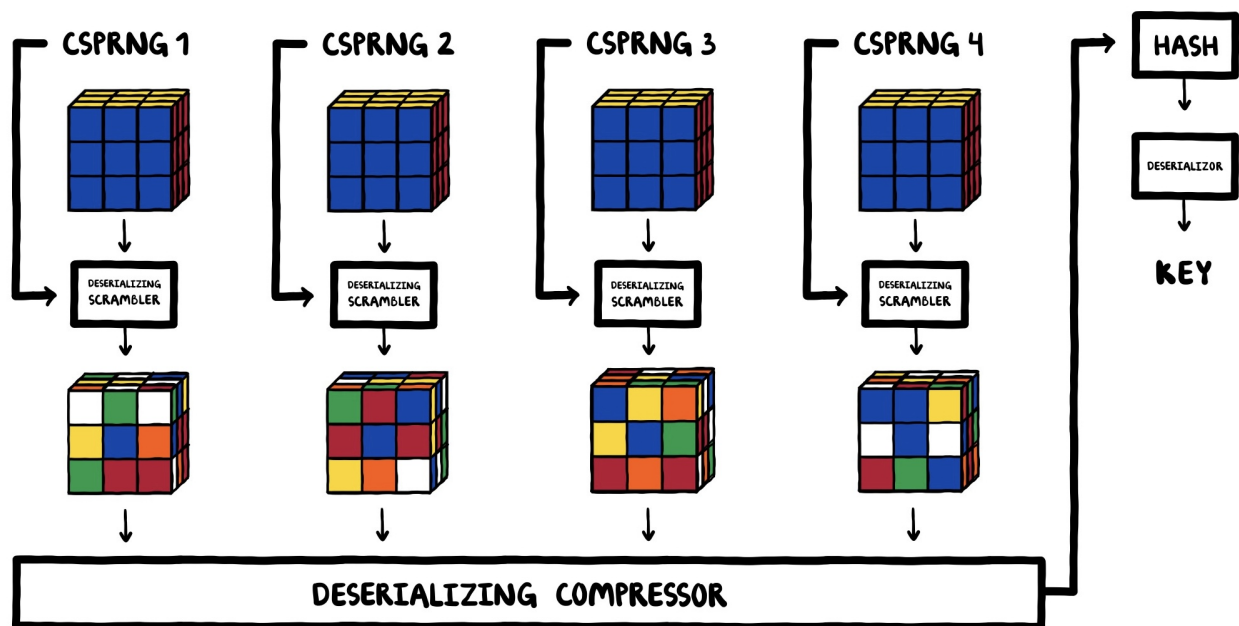 CSPRNG 1
CSPRNG 2
CSPRNG 3
CSPRNG 4
HASH
DESERIALIZOR
KEY
DESERIALIZING
SCRAMBLER
DESERIALIZING
SCRAMBLER
DESERIALIZING
SCRAMBLER
DESERIALIZING
SCRAMBLER
DESERIALIZING COMPRESSOR